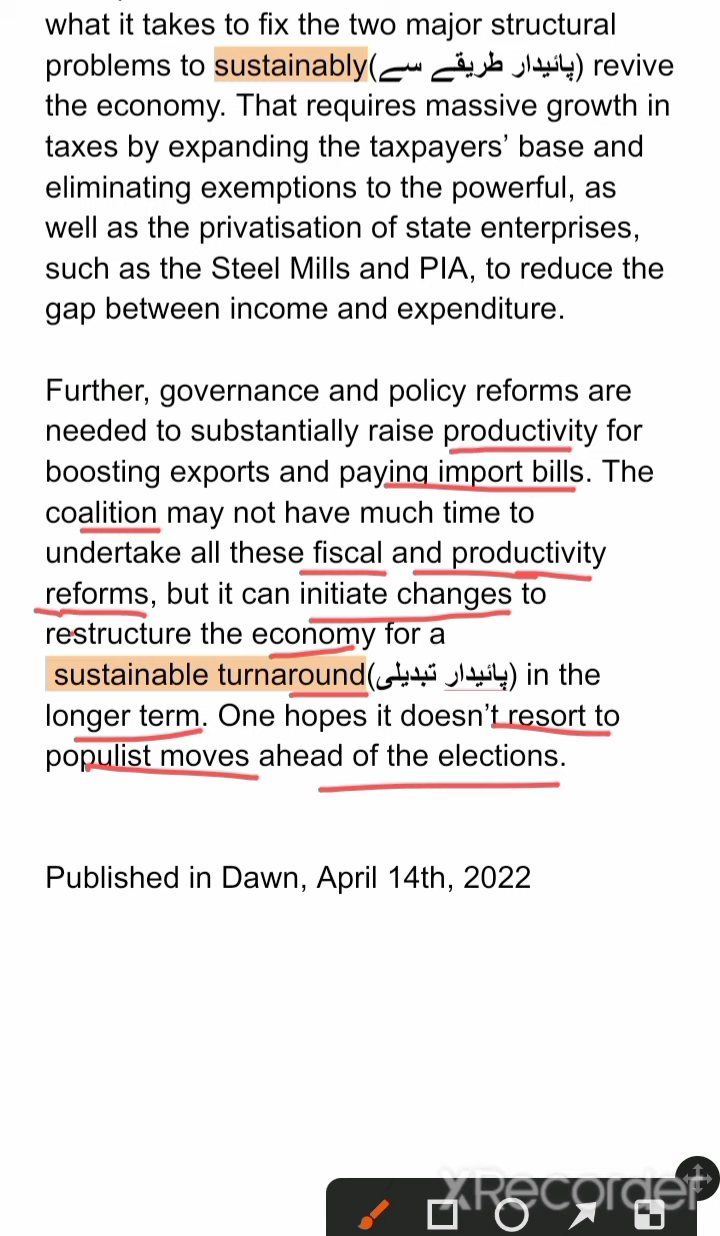 what it takes to fix the two major structural
problems to sustainably(پائیدار طریقے سے) revive
the economy. That requires massive growth in
taxes by expanding the taxpayers’ base and
eliminating exemptions to the powerful, as
well as the privatisation of state enterprises,
such as the Steel Mills and PIA, to reduce the
gap between income and expenditure.
Further, governance and policy reforms are
needed to substantially raise productivity for
boosting exports and paying import bills. The
coalition may not have much time to
undertake all these fiscal and productivity
reforms, but it can initiate changes to
restructure the economy for a
sustainable turnaround(پائیدار تبدیلی) in the
longer term. One hopes it doesn’t resort to
populist moves ahead of the elections.
Published in Dawn, April 14th, 2022
XRecorder